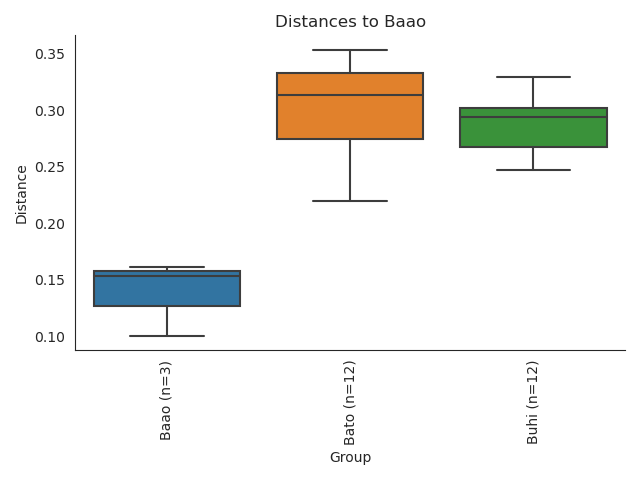 Distances to Baao
Distance
0.35
0.30
0.25
0.20
0.15
0.10
Baao (n=3)
Bato (n=12)
Buhi (n=12)
Group